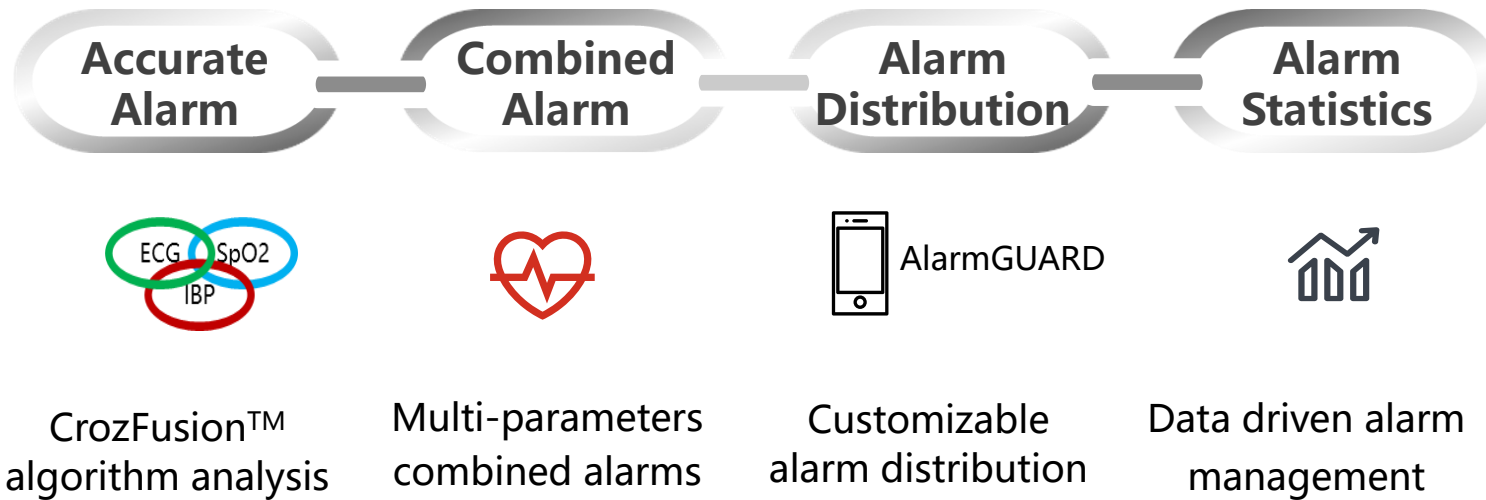 Accurate
Alarm
Combined
Alarm
Alarm
Distribution
Alarm
Statistics
ECG
SpO2
IBP
AlarmGUARD
CrozFusion™
algorithm analysis
Multi-parameters
combined alarms
Customizable
alarm distribution
Data driven alarm
management